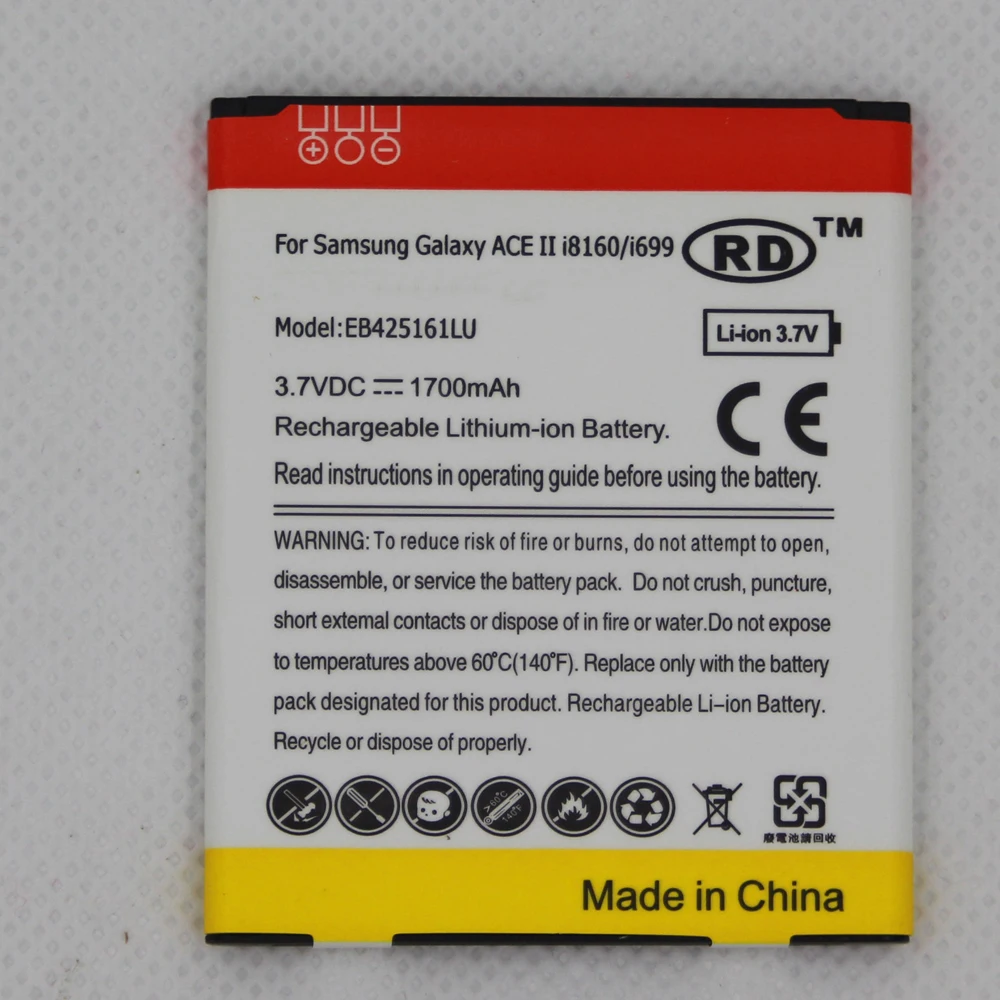 For Samsung Galaxy ACE II i8160/i699
RD™
Model:EB425161LU
Li-ion 3.7V
3.7VDC ⎓ 1700mAh
CE
Rechargeable Lithium-ion Battery.
Read instructions in operating guide before using the battery.
WARNING: To reduce risk of fire or burns, do not attempt to open,
disassemble, or service the battery pack. Do not crush, puncture,
short external contacts or dispose of in fire or water.Do not expose
to temperatures above 60°C(140°F). Replace only with the battery
pack designated for this product. Rechargeable Li-ion Battery.
Recycle or dispose of properly.
>60°C
140°F
廢電池請回收
Made in China